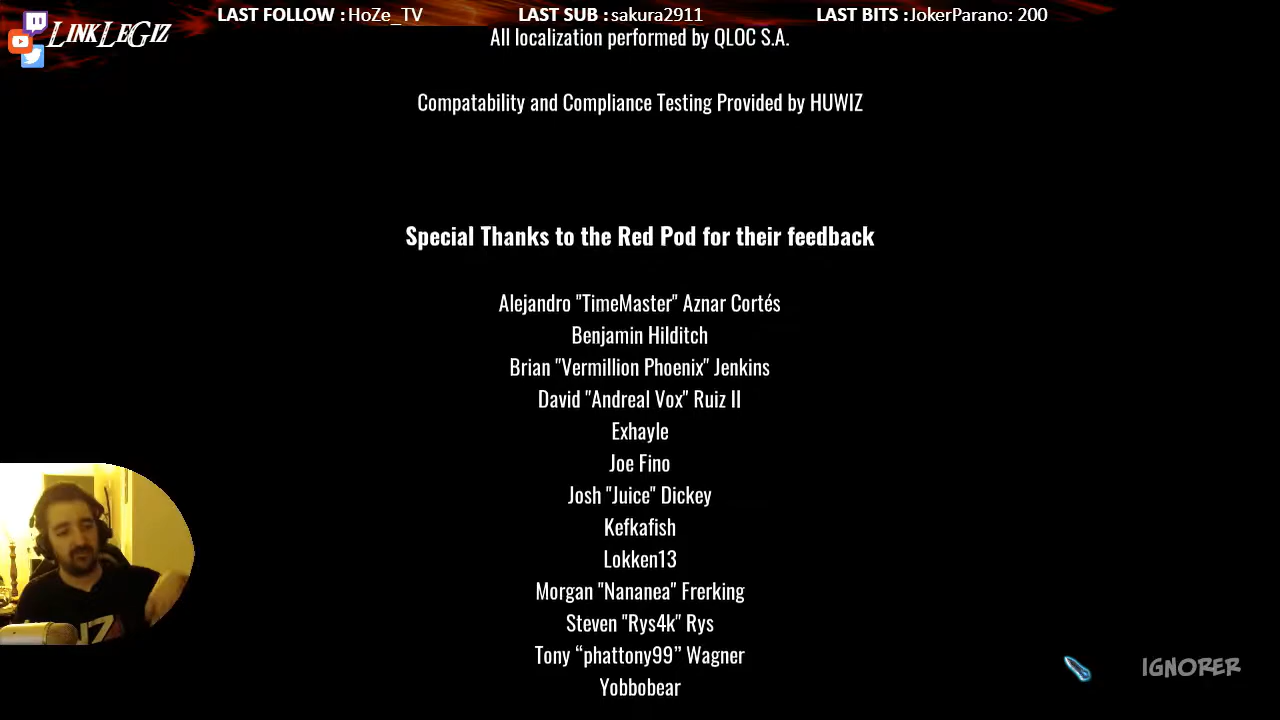 LAST FOLLOW : HoZe_TV LAST SUB : sakura2911 LAST BITS : JokerParano: 200
LinkLeGiz
All localization performed by QLOC S.A.
Compatability and Compliance Testing Provided by HUWIZ
Special Thanks to the Red Pod for their feedback
Alejandro "TimeMaster" Aznar Cortés
Benjamin Hilditch
Brian "Vermillion Phoenix" Jenkins
David "Andreal Vox" Ruiz II
Exhayle
Joe Fino
Josh "Juice" Dickey
Kefkafish
Lokken13
Morgan "Nananea" Frerking
Steven "Rys4k" Rys
Tony “phattony99” Wagner
Yobbobear
IGNORER